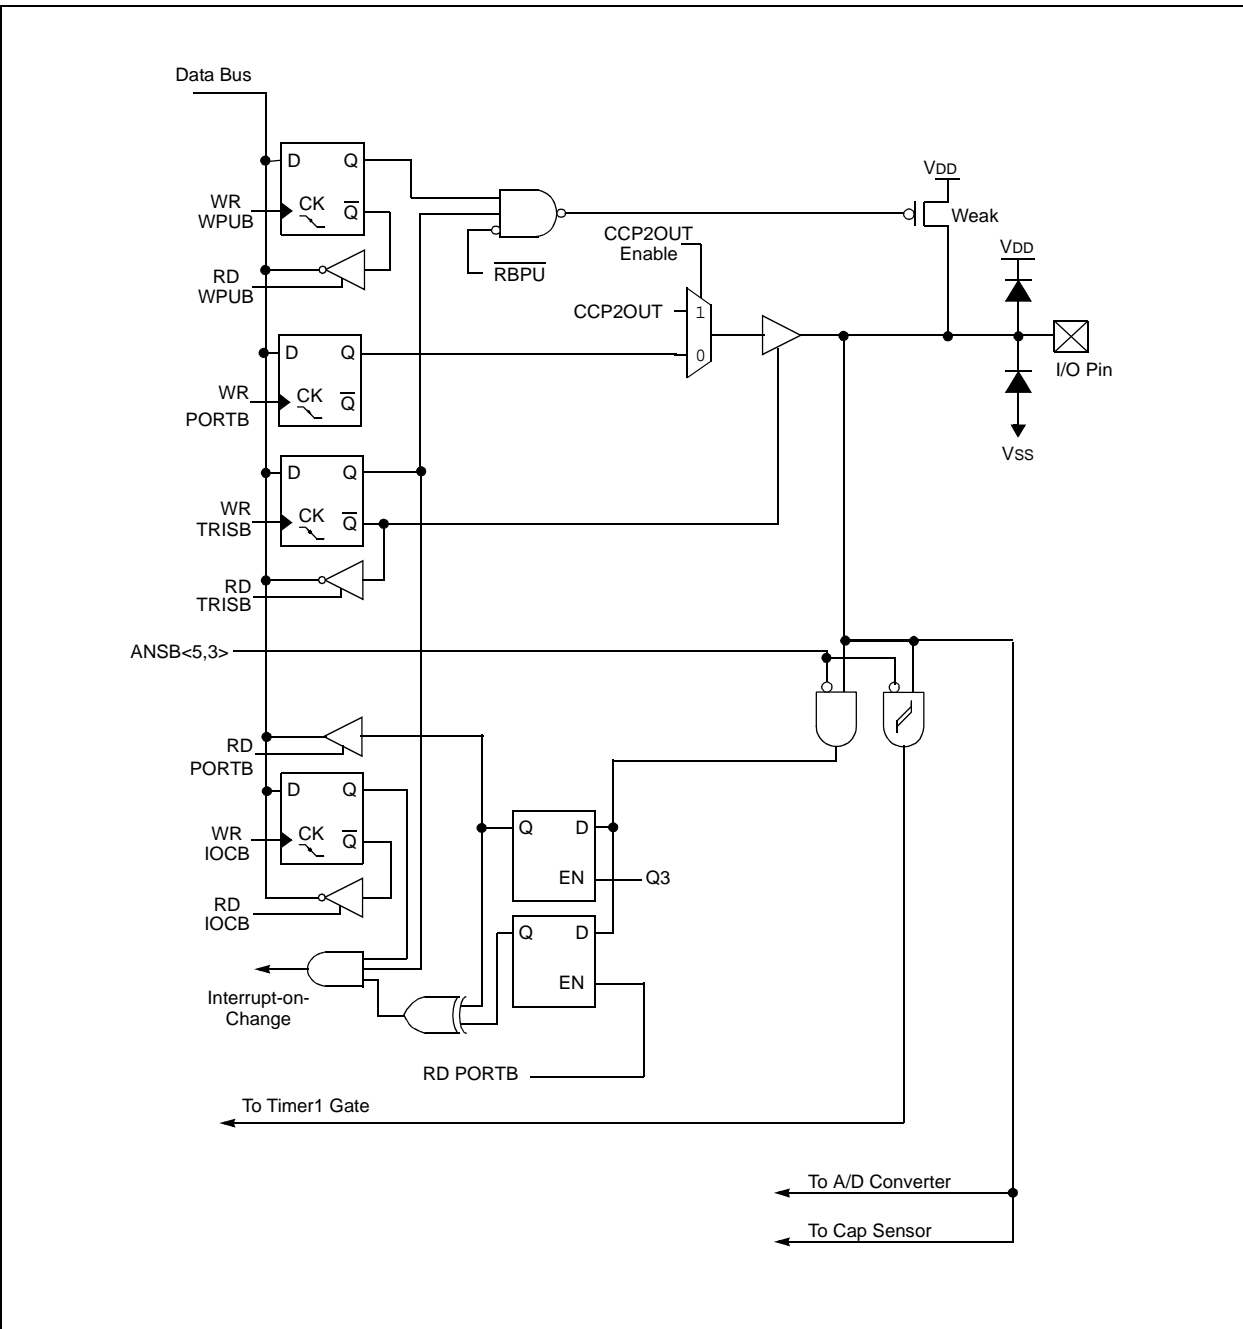 Data Bus
D Q
WR
WPUB
CK
Q̅
RD
WPUB
R̅B̅P̅U̅
CCP2OUT
Enable
CCP2OUT
1
0
VDD
Weak
VDD
I/O Pin
VSS
D Q
WR
PORTB
CK
Q̅
D Q
WR
TRISB
CK
Q̅
RD
TRISB
ANSB<5,3>
RD
PORTB
D Q
WR
IOCB
CK
Q̅
RD
IOCB
Q D
EN
Q3
Q D
EN
Interrupt-on-
Change
RD PORTB
To Timer1 Gate
To A/D Converter
To Cap Sensor